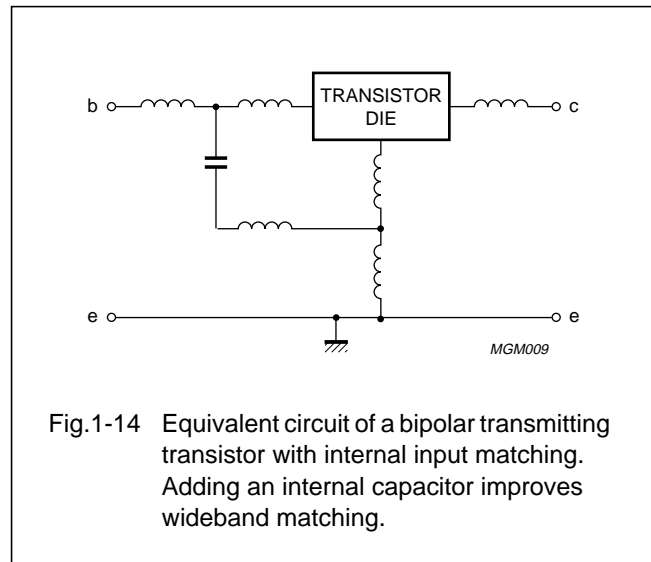 TRANSISTOR
DIE
b
c
e
e
MGM009
Fig.1-14 Equivalent circuit of a bipolar transmitting
transistor with internal input matching.
Adding an internal capacitor improves
wideband matching.